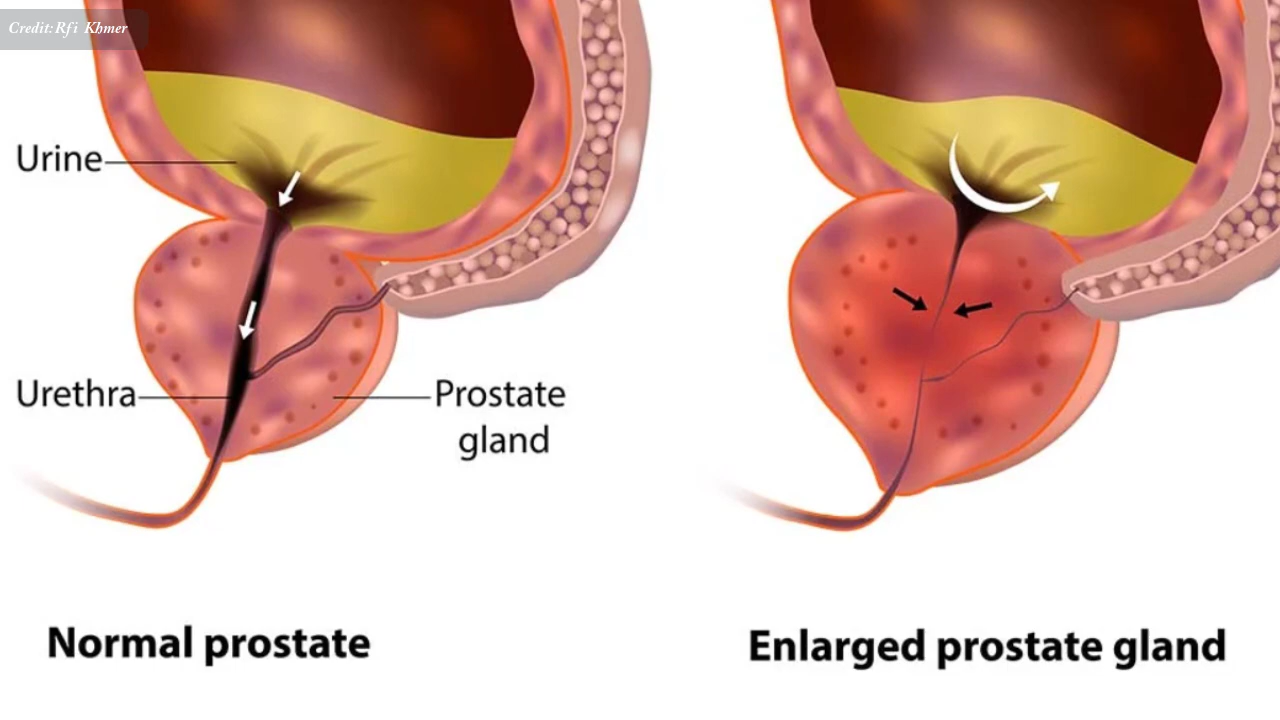 Credit:Rfi Khmer
Urine
Urethra
Prostate
gland
Normal prostate
Enlarged prostate gland